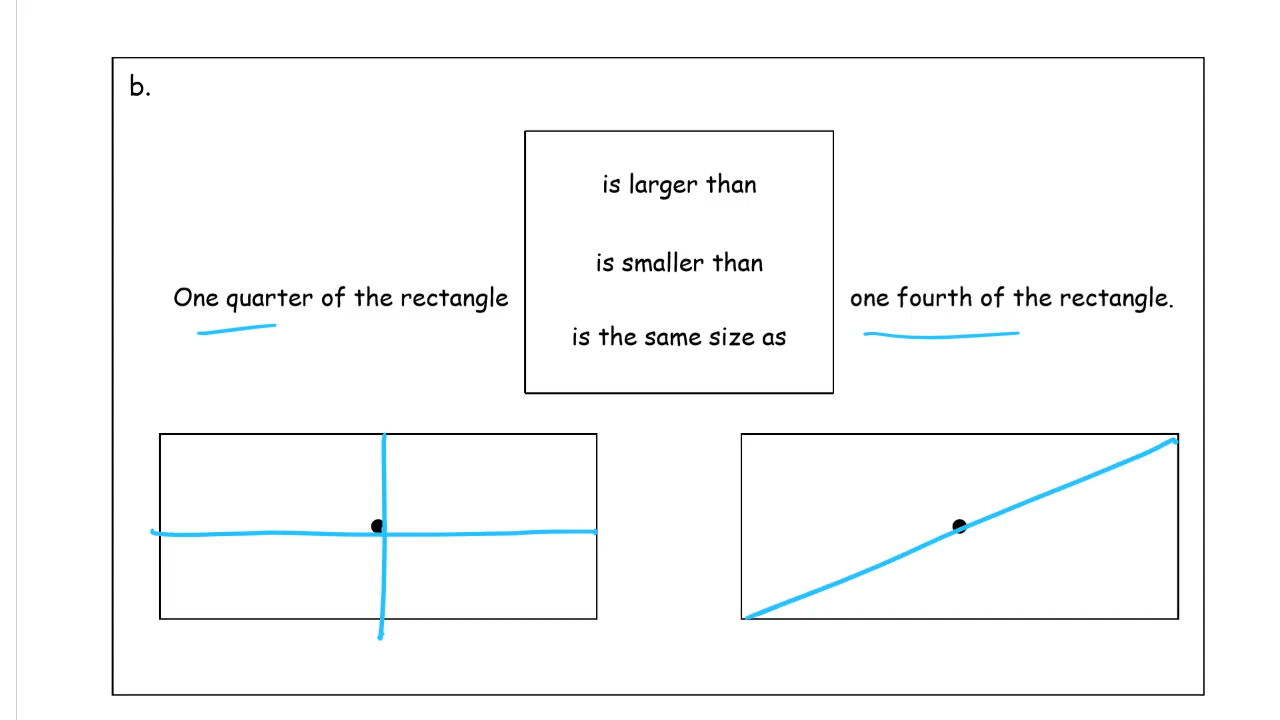 b.
is larger than
is smaller than
One quarter of the rectangle
one fourth of the rectangle.
is the same size as